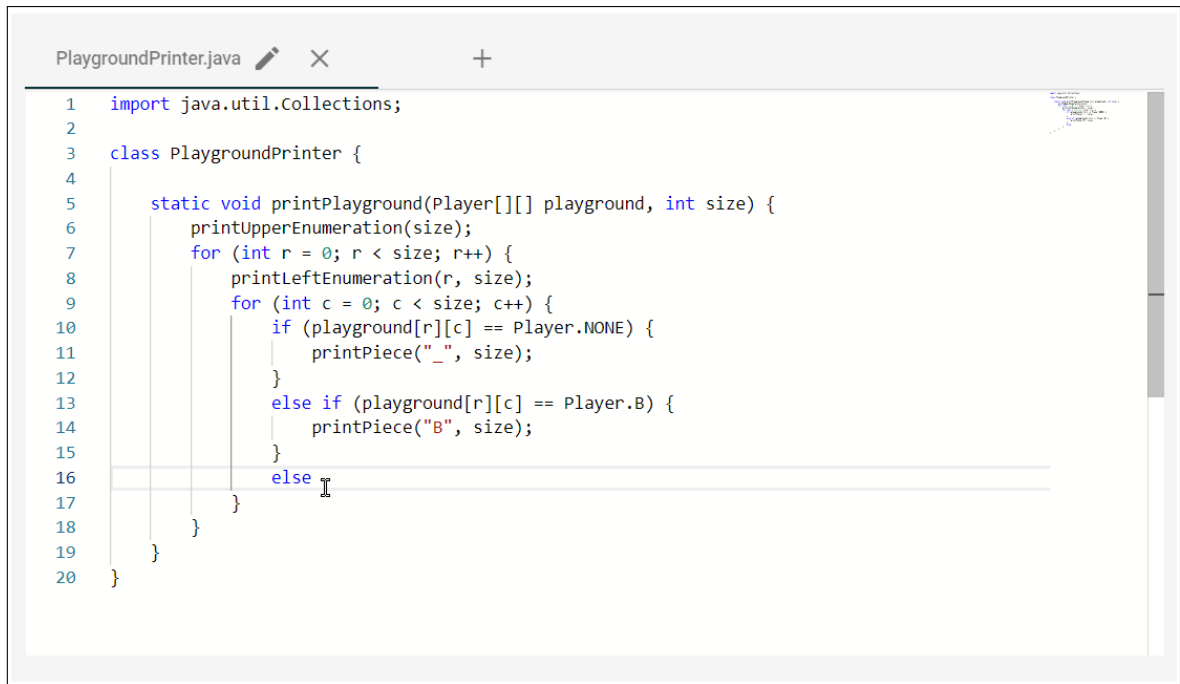 PlaygroundPrinter.java
1 import java.util.Collections;
2
3 class PlaygroundPrinter {
4
5 static void printPlayground(Player[][] playground, int size) {
6 printUpperEnumeration(size);
7 for (int r = 0; r < size; r++) {
8 printLeftEnumeration(r, size);
9 for (int c = 0; c < size; c++) {
10 if (playground[r][c] == Player.NONE) {
11 printPiece("_", size);
12 }
13 else if (playground[r][c] == Player.B) {
14 printPiece("B", size);
15 }
16 else
17 }
18 }
19 }
20 }